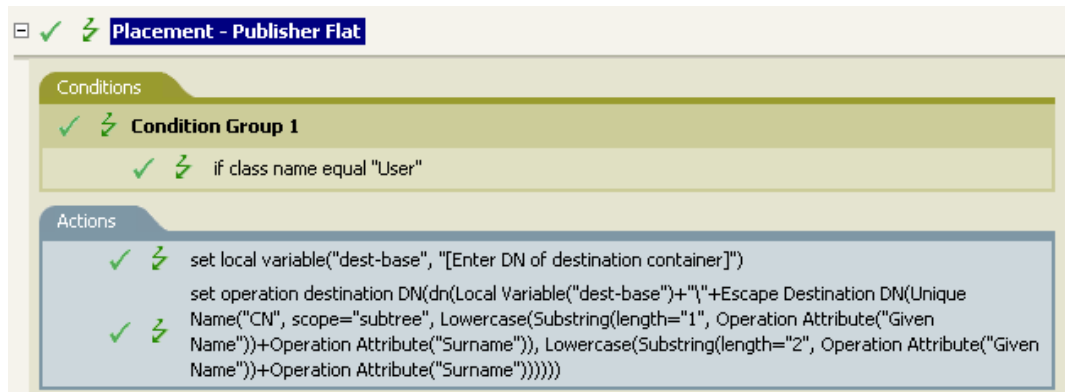 Placement - Publisher Flat
Conditions
Condition Group 1
if class name equal "User"
Actions
set local variable("dest-base", "[Enter DN of destination container]")
set operation destination DN(dn(Local Variable("dest-base")+"\"+Escape Destination DN(Unique
Name("CN", scope="subtree", Lowercase(Substring(length="1", Operation Attribute("Given
Name"))+Operation Attribute("Surname")), Lowercase(Substring(length="2", Operation Attribute("Given
Name"))+Operation Attribute("Surname"))))))